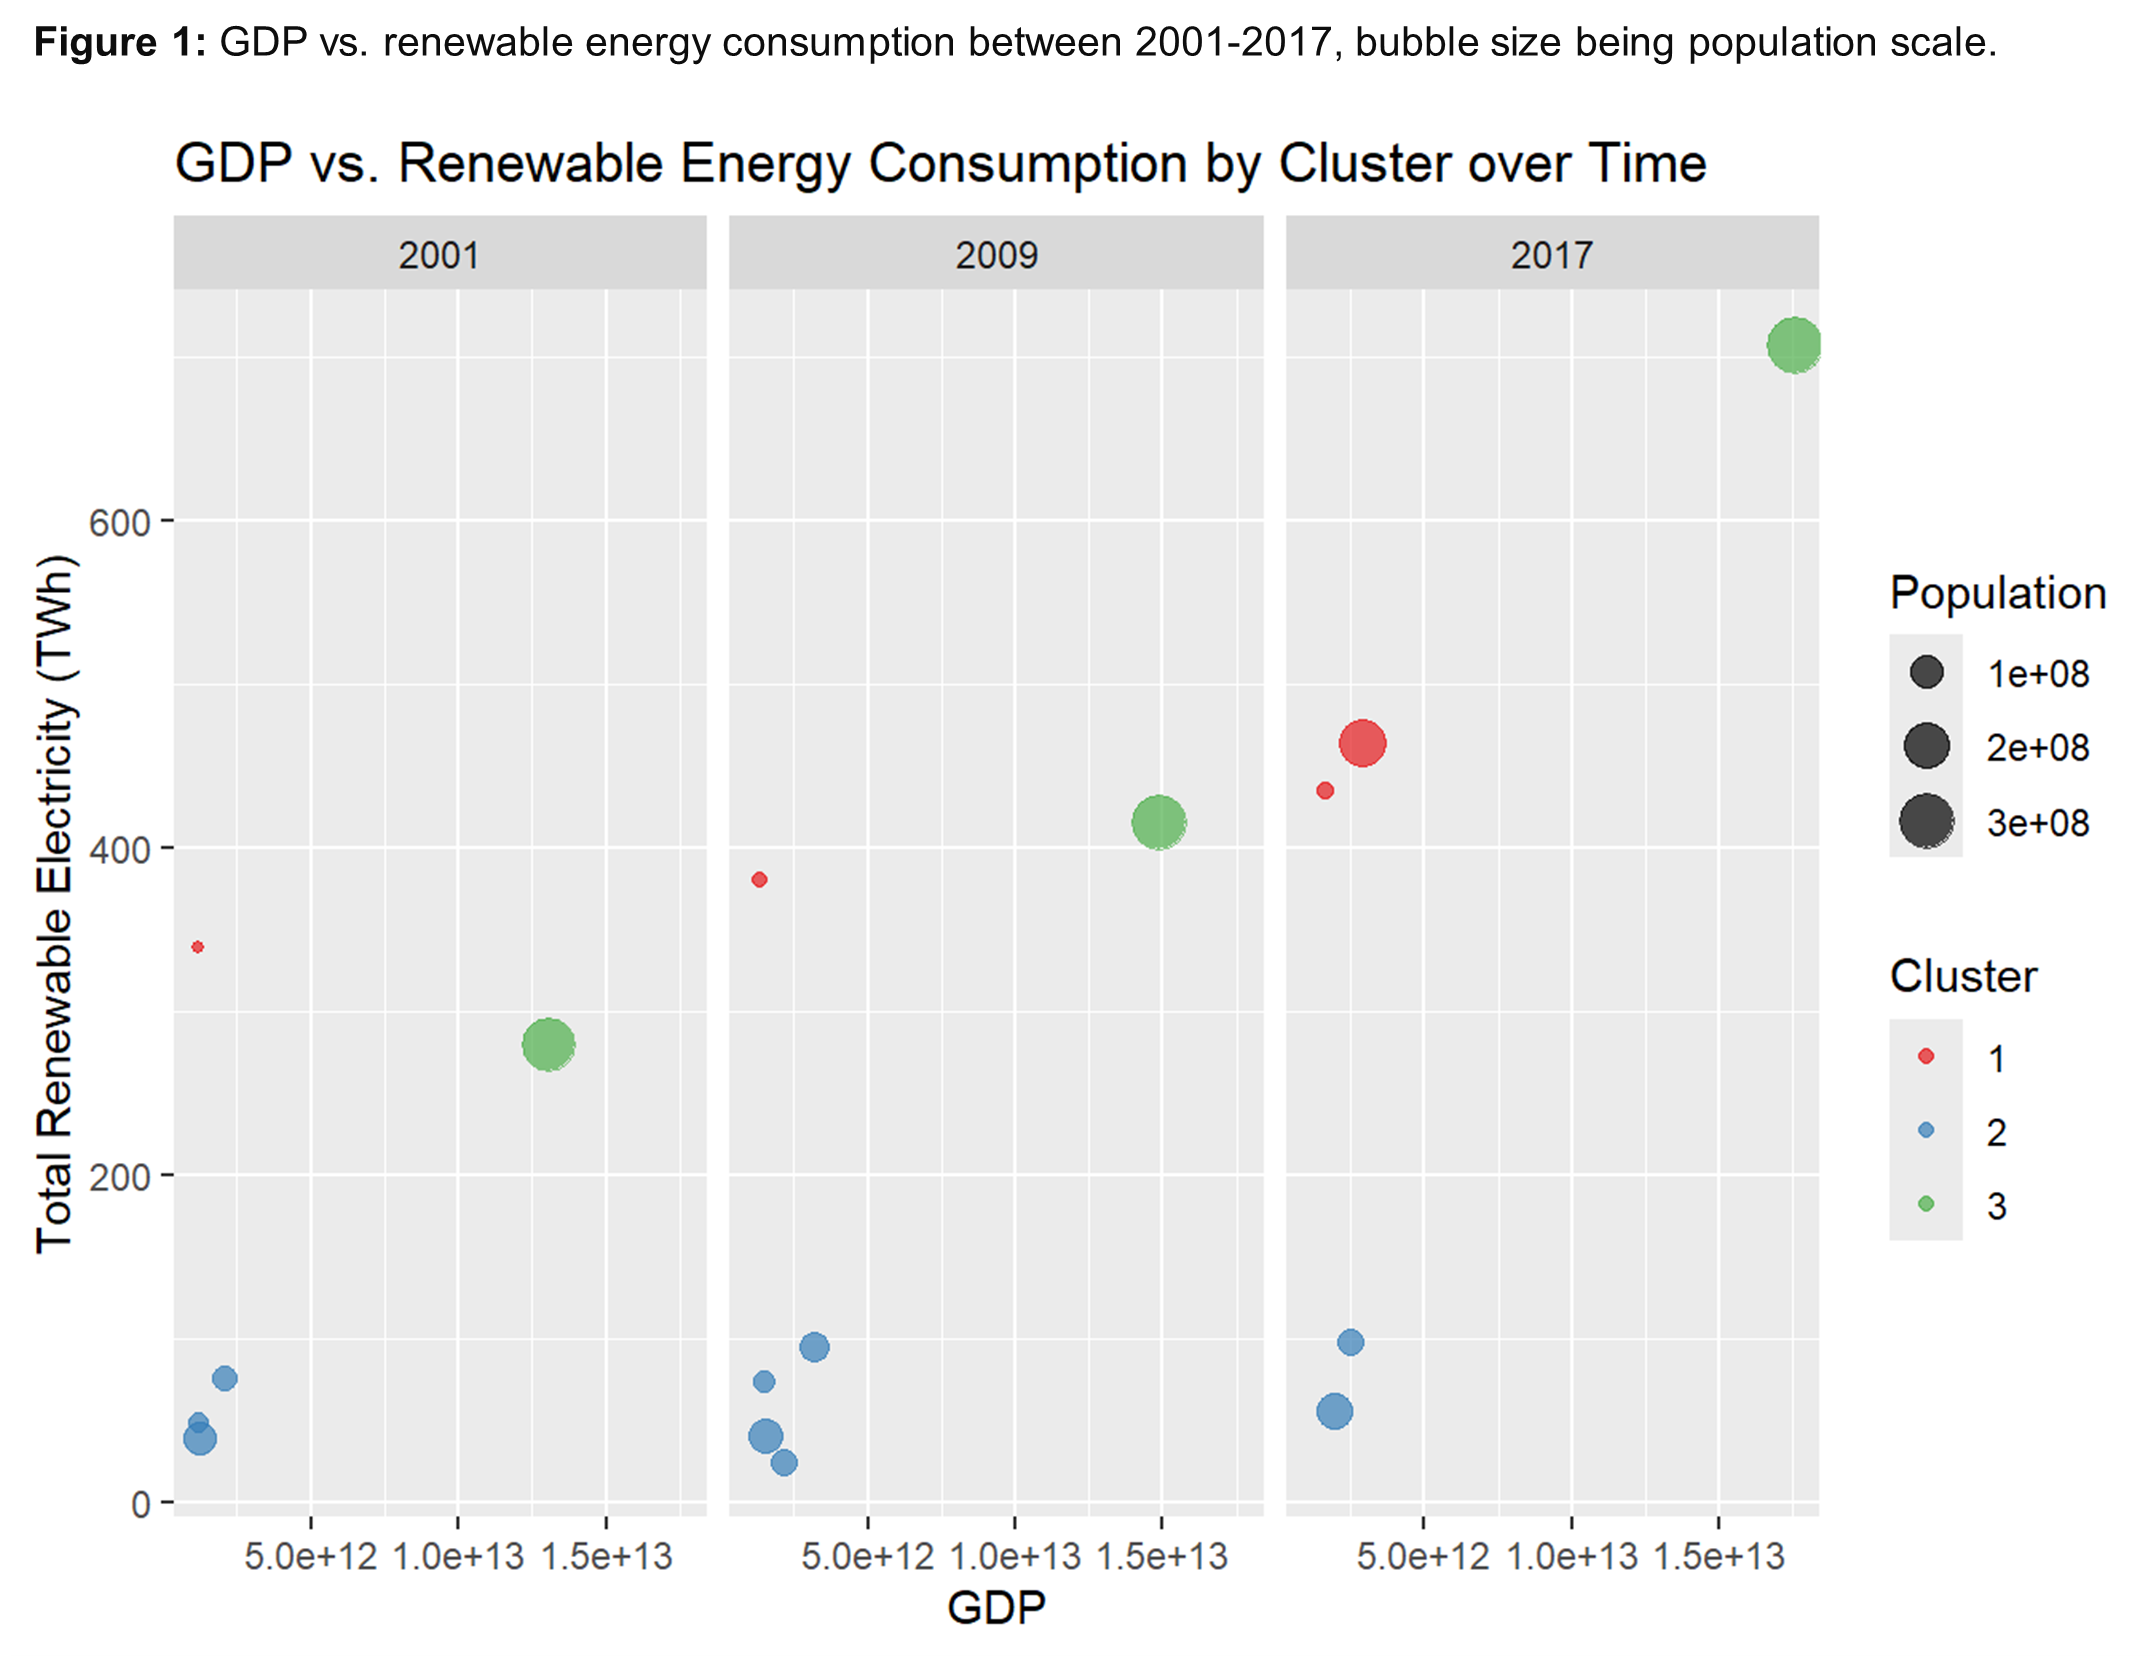 Figure 1: GDP vs. renewable energy consumption between 2001-2017, bubble size being population scale.
GDP vs. Renewable Energy Consumption by Cluster over Time
2001 2009 2017
Total Renewable Electricity (TWh)
600
400
200
0
5.0e+12 1.0e+13 1.5e+13 5.0e+12 1.0e+13 1.5e+13 5.0e+12 1.0e+13 1.5e+13
GDP
Population
1e+08
2e+08
3e+08
Cluster
1
2
3